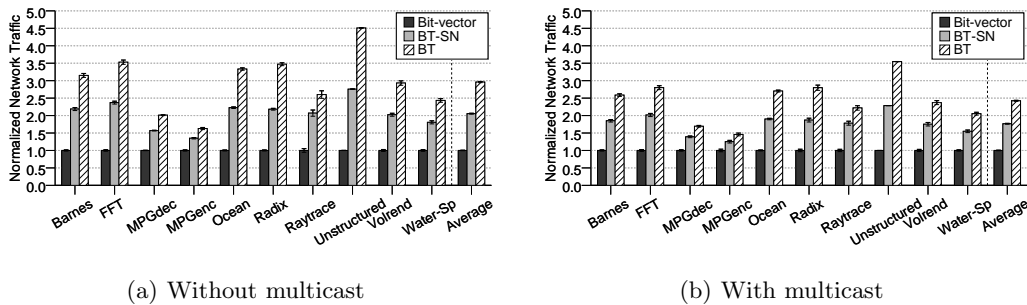 Normalized Network Traffic
5.0
4.5
4.0
3.5
3.0
2.5
2.0
1.5
1.0
0.5
0.0
Bit-vector
BT-SN
BT
Barnes
FFT
MPGdec
MPGenc
Ocean
Radix
Raytrace
Unstructured
Volrend
Water-Sp
Average
(a) Without multicast
Normalized Network Traffic
5.0
4.5
4.0
3.5
3.0
2.5
2.0
1.5
1.0
0.5
0.0
Bit-vector
BT-SN
BT
Barnes
FFT
MPGdec
MPGenc
Ocean
Radix
Raytrace
Unstructured
Volrend
Water-Sp
Average
(b) With multicast